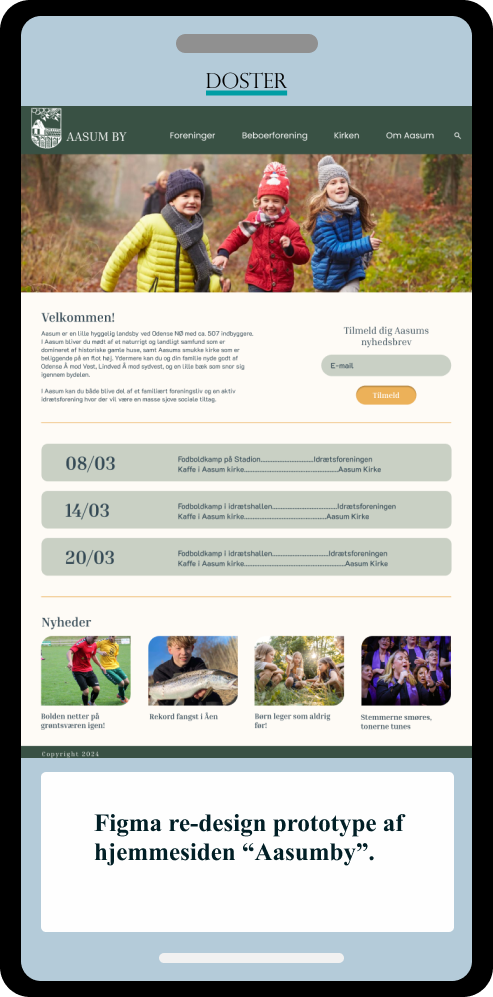 DOSTER
AASUM BY
Foreninger Beboerforening Kirken Om Aasum
Velkommen!
Aasum er en lille hyggelig landsby ved Odense NØ med ca. 507 indbyggere.
I Aasum bliver du mødt af et naturrigt og landligt samfund som er
domineret af historiske gamle huse, samt Aasums smukke kirke som er
beliggende på en flot høj. Ydermere kan du og din familie nyde godt af
Odense Å mod Vest, Lindved Å mod sydvest, og en lille bæk som snor sig
igennem bydelen.
I Aasum kan du både blive del af et familiært foreningsliv og en aktiv
idrætsforening hvor der vil være en masse sjove sociale tiltag.
Tilmeld dig Aasums
nyhedsbrev
E-mail
Tilmeld
08/03
Fodboldkamp på Stadion..........................Idrætsforeningen
Kaffe i Aasum kirke.............................................Aasum Kirke
14/03
Fodboldkamp i idrætshallen...............................Idrætsforeningen
Kaffe i Aasum kirke.......................................Aasum Kirke
20/03
Fodboldkamp i idrætshallen...........................Idrætsforeningen
Kaffe i Aasum kirke................................................Aasum Kirke
Nyheder
Bolden netter på
grøntsværen igen!
Rekord fangst i Åen
Børn leger som aldrig
før!
Stemmerne smøres,
tonerne tunes
Copyright 2024
Figma re-design prototype af
hjemmesiden “Aasumby”.